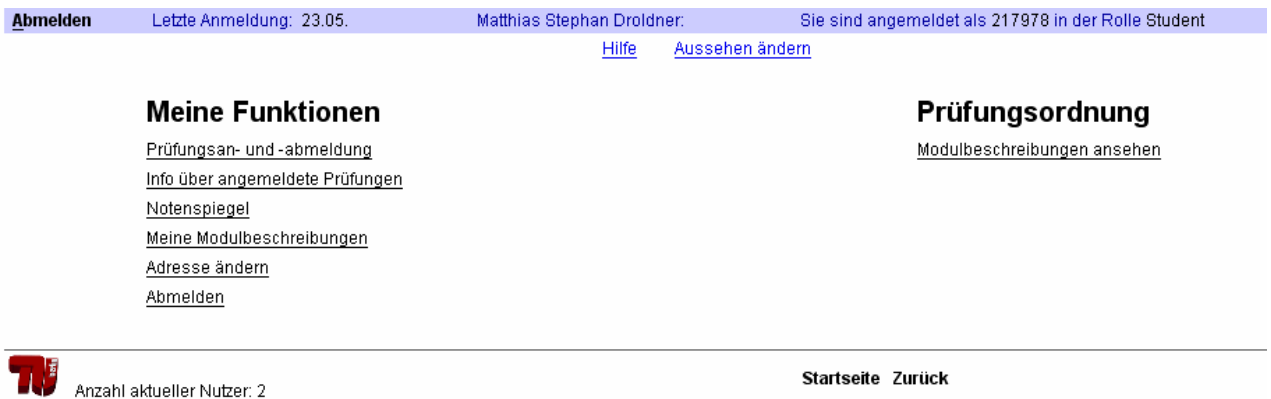 Abmelden Letzte Anmeldung: 23.05. Matthias Stephan Droldner: Sie sind angemeldet als 217978 in der Rolle Student
Hilfe Aussehen ändern
Meine Funktionen Prüfungsordnung
Prüfungsan- und -abmeldung Modulbeschreibungen ansehen
Info über angemeldete Prüfungen
Notenspiegel
Meine Modulbeschreibungen
Adresse ändern
Abmelden
Anzahl aktueller Nutzer: 2 Startseite Zurück